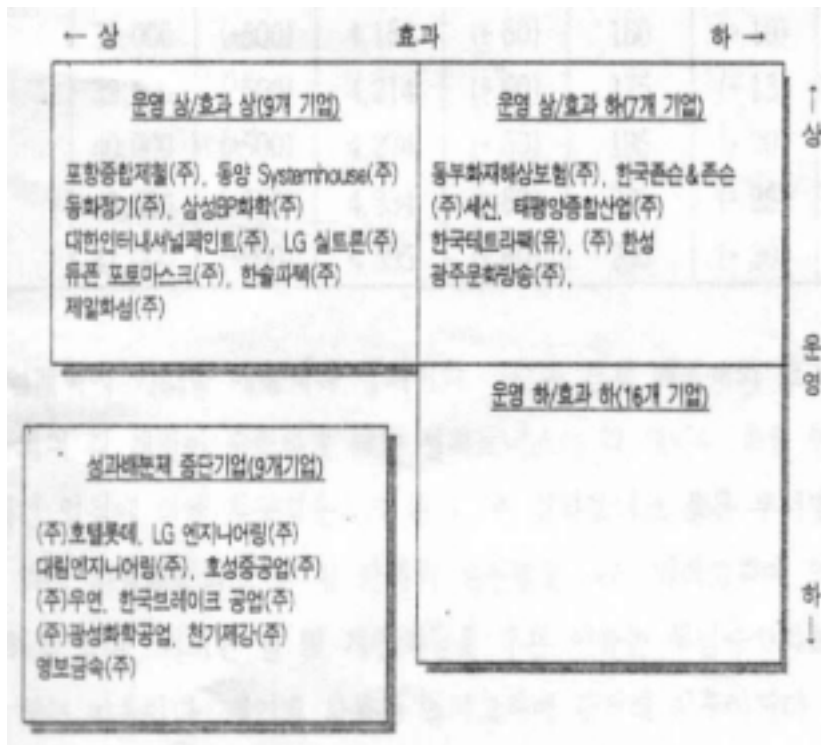 ← 상 효과 하 →
운영 상/효과 상(9개 기업)
포항종합제철(주), 동양 Systemhouse(주)
동화정기(주), 삼성BP화학(주)
대한인터내셔널페인트(주), LG 실트론(주)
듀폰 포토마스크(주), 한솔파텍(주)
제일화섬(주)
운영 상/효과 하(7개 기업)
동부화재해상보험(주), 한국존슨&존슨
(주)세신, 태평양종합산업(주)
한국테트라팩(유), (주) 한성
광주문화방송(주),
↑
상
운
영
하
↓
운영 하/효과 하(16개 기업)
성과배분제 중단기업(9개기업)
(주)호텔롯데, LG 엔지니어링(주)
대림엔지니어링(주), 효성중공업(주)
(주)우연, 한국브레이크 공업(주)
(주)광성화학공업, 천기제강(주)
영보금속(주)